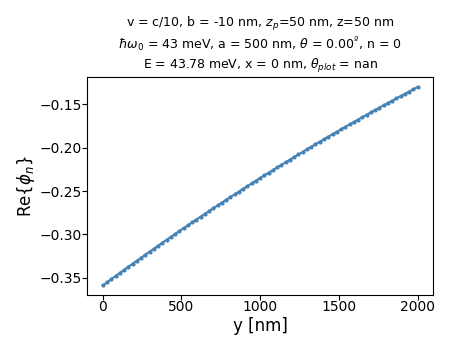 v = c/10, b = -10 nm, z_p=50 nm, z=50 nm
ℏω₀ = 43 meV, a = 500 nm, θ = 0.00^g, n = 0
E = 43.78 meV, x = 0 nm, θ_plot = nan
Re{ϕ_n}
−0.15
−0.20
−0.25
−0.30
−0.35
0 500 1000 1500 2000
y [nm]